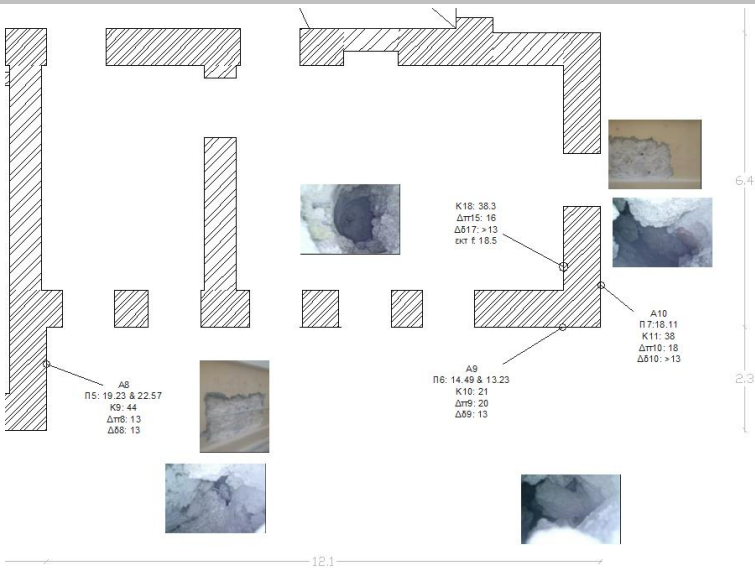 6.4
K18: 38.3
Δπ15: 16
Δδ17: >13
εκτ f: 18.5
A10
Π7:18.11
K11: 38
Δπ10: 18
Δδ10: >13
A9
Π6: 14.49 & 13.23
K10: 21
Δπ9: 20
Δδ9: 13
A8
Π5: 19.23 & 22.57
K9: 44
Δπ8: 13
Δδ8: 13
2.3
12.1